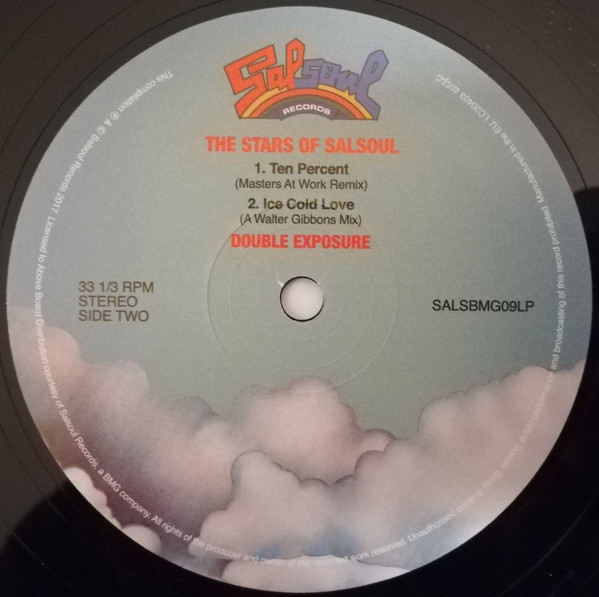 Salsoul
RECORDS
THE STARS OF SALSOUL
1. Ten Percent
(Masters At Work Remix)
2. Ice Cold Love
(A Walter Gibbons Mix)
DOUBLE EXPOSURE
33 1/3 RPM
STEREO
SIDE TWO
SALSBMG09LP
This compilation ℗ & © Salsoul Records 2017. Licensed to Above Board Distribution courtesy of Salsoul Records, a BMG company. All rights of the producer and owner of the recorded work reserved. Unauthorised copying, public performance and broadcasting of this record prohibited. Manufactured in the EU. LC20403